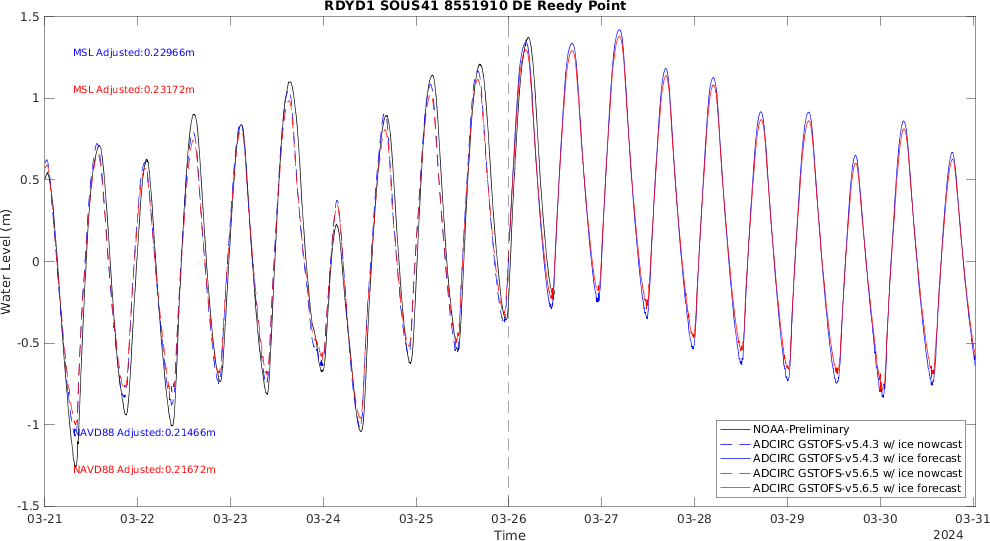 RDYD1 SOUS41 8551910 DE Reedy Point
MSL Adjusted:0.22966m
MSL Adjusted:0.23172m
NAVD88 Adjusted:0.21466m
NAVD88 Adjusted:0.21672m
Water Level (m)
1.5
1
0.5
0
-0.5
-1
-1.5
NOAA-Preliminary
ADCIRC GSTOFS-v5.4.3 w/ ice nowcast
ADCIRC GSTOFS-v5.4.3 w/ ice forecast
ADCIRC GSTOFS-v5.6.5 w/ ice nowcast
ADCIRC GSTOFS-v5.6.5 w/ ice forecast
03-21 03-22 03-23 03-24 03-25 03-26 03-27 03-28 03-29 03-30 03-31
Time
2024